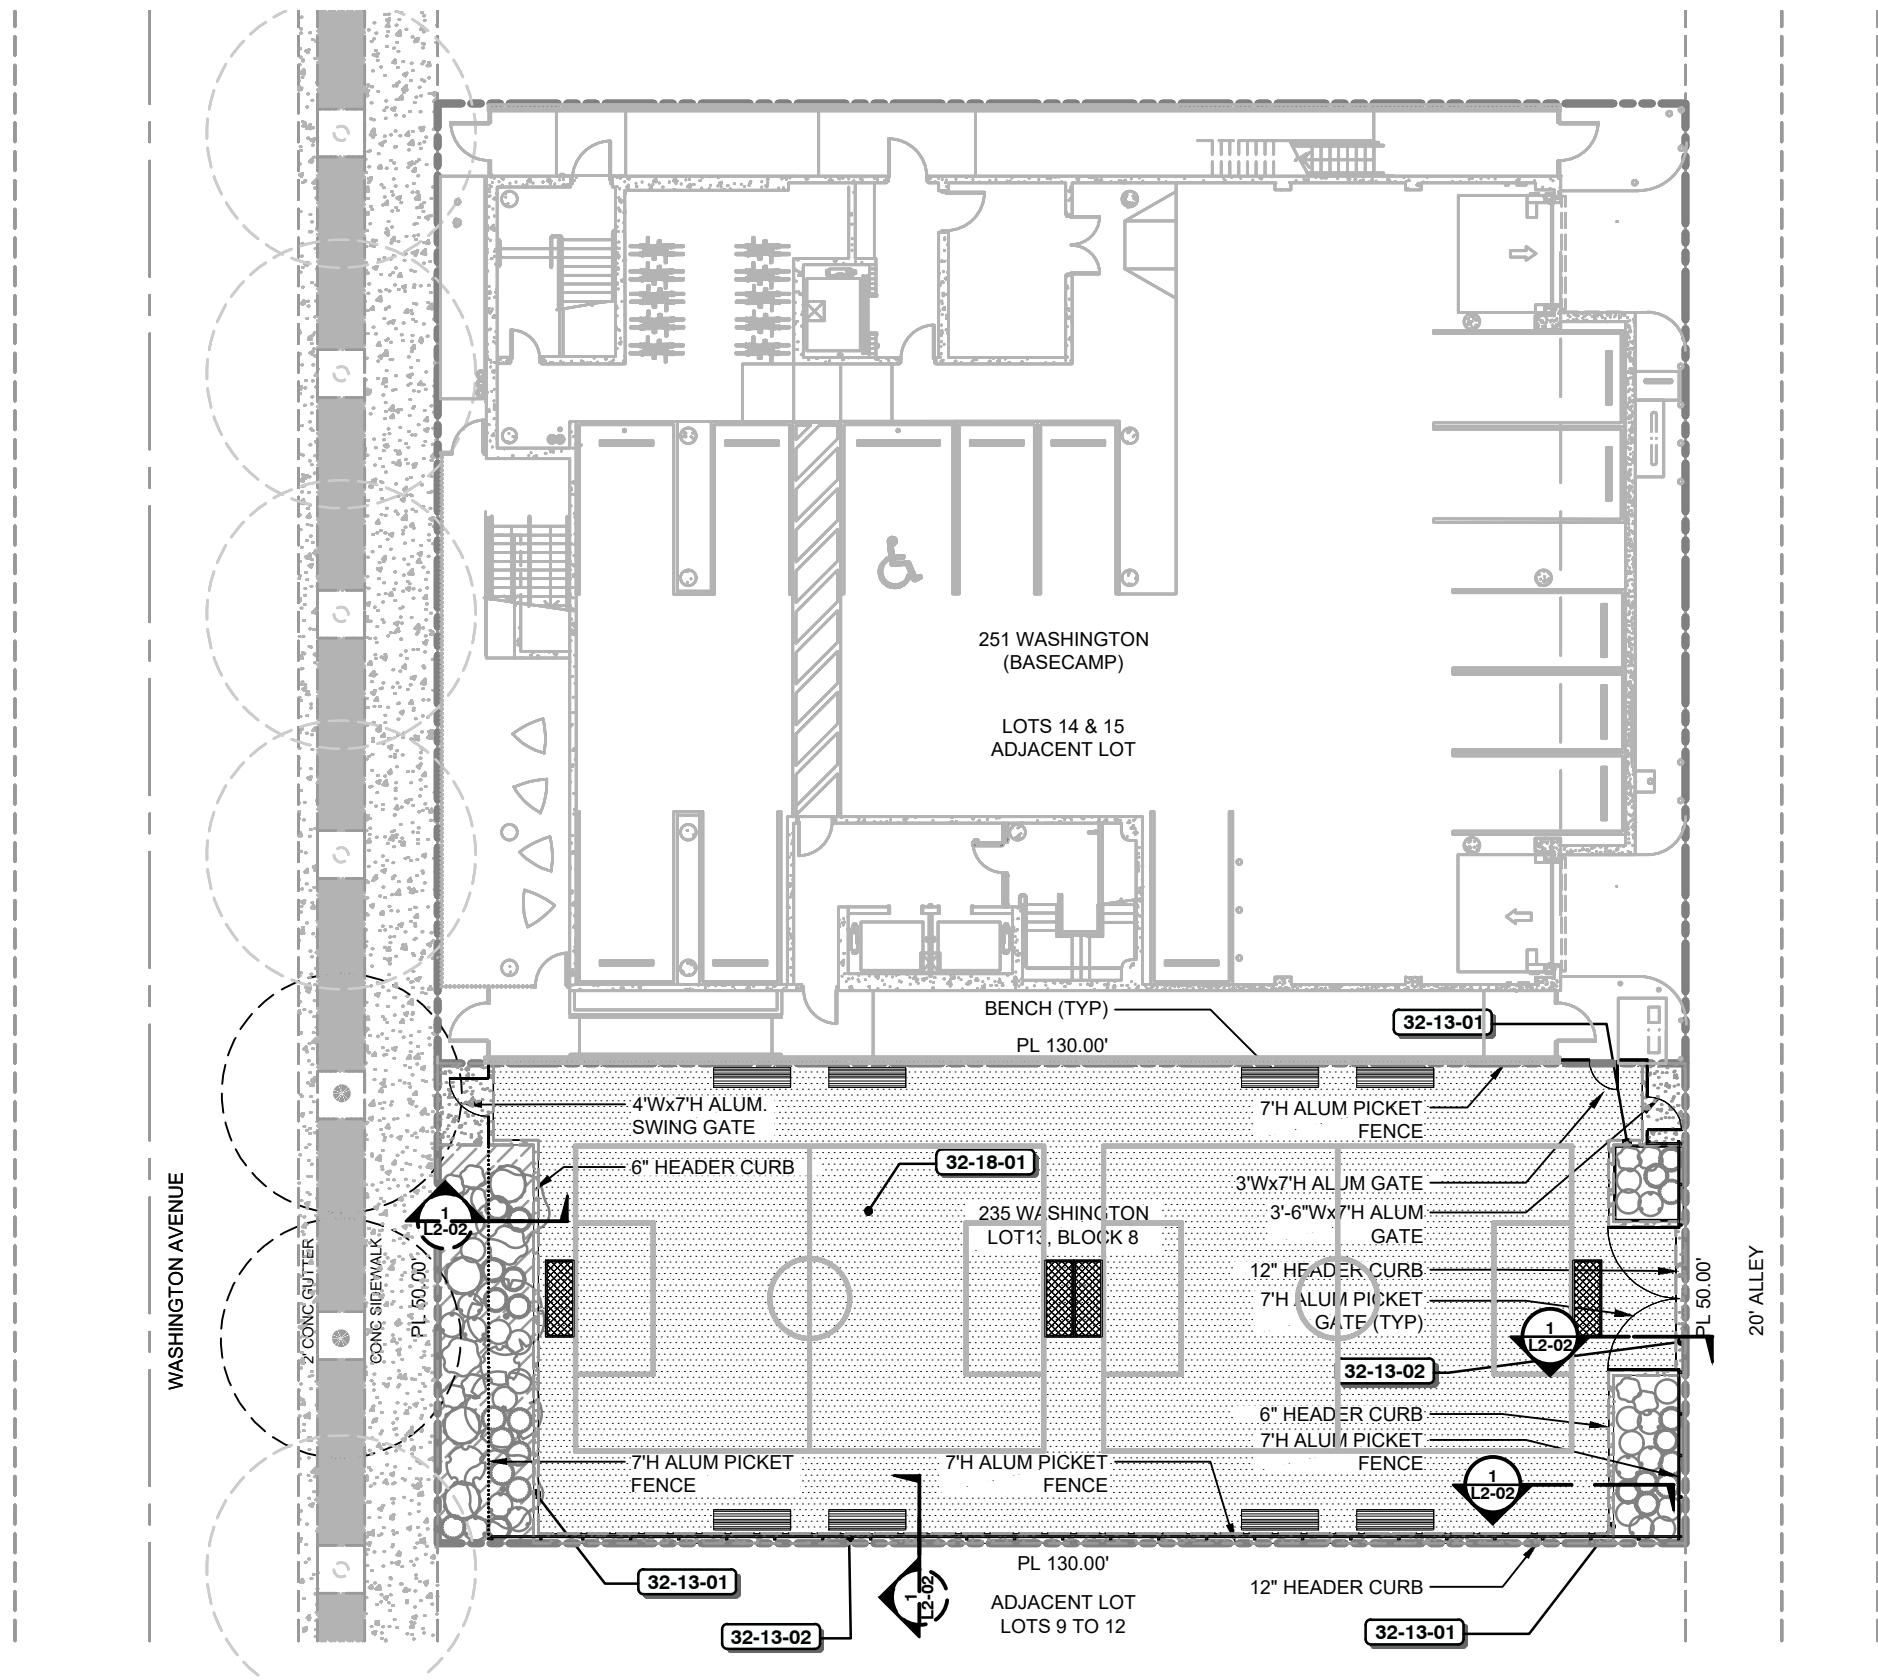 251 WASHINGTON
(BASECAMP)
LOTS 14 & 15
ADJACENT LOT
BENCH (TYP)
32-13-01
PL 130.00'
4'Wx7'H ALUM.
SWING GATE
7'H ALUM PICKET
FENCE
6" HEADER CURB
32-18-01
3'Wx7'H ALUM GATE
3'-6"Wx7'H ALUM
GATE
235 WASHINGTON
LOT13, BLOCK 8
1
L2-02
12" HEADER CURB
7'H ALUM PICKET
GATE (TYP)
1
L2-02
32-13-02
WASHINGTON AVENUE
2' CONC GUTTER
CONC SIDEWALK
PL 50.00'
PL 50.00'
20' ALLEY
6" HEADER CURB
7'H ALUM PICKET
FENCE
7'H ALUM PICKET
FENCE
7'H ALUM PICKET
FENCE
1
L2-02
PL 130.00'
32-13-01
1
L2-02
12" HEADER CURB
ADJACENT LOT
LOTS 9 TO 12
32-13-02
32-13-01